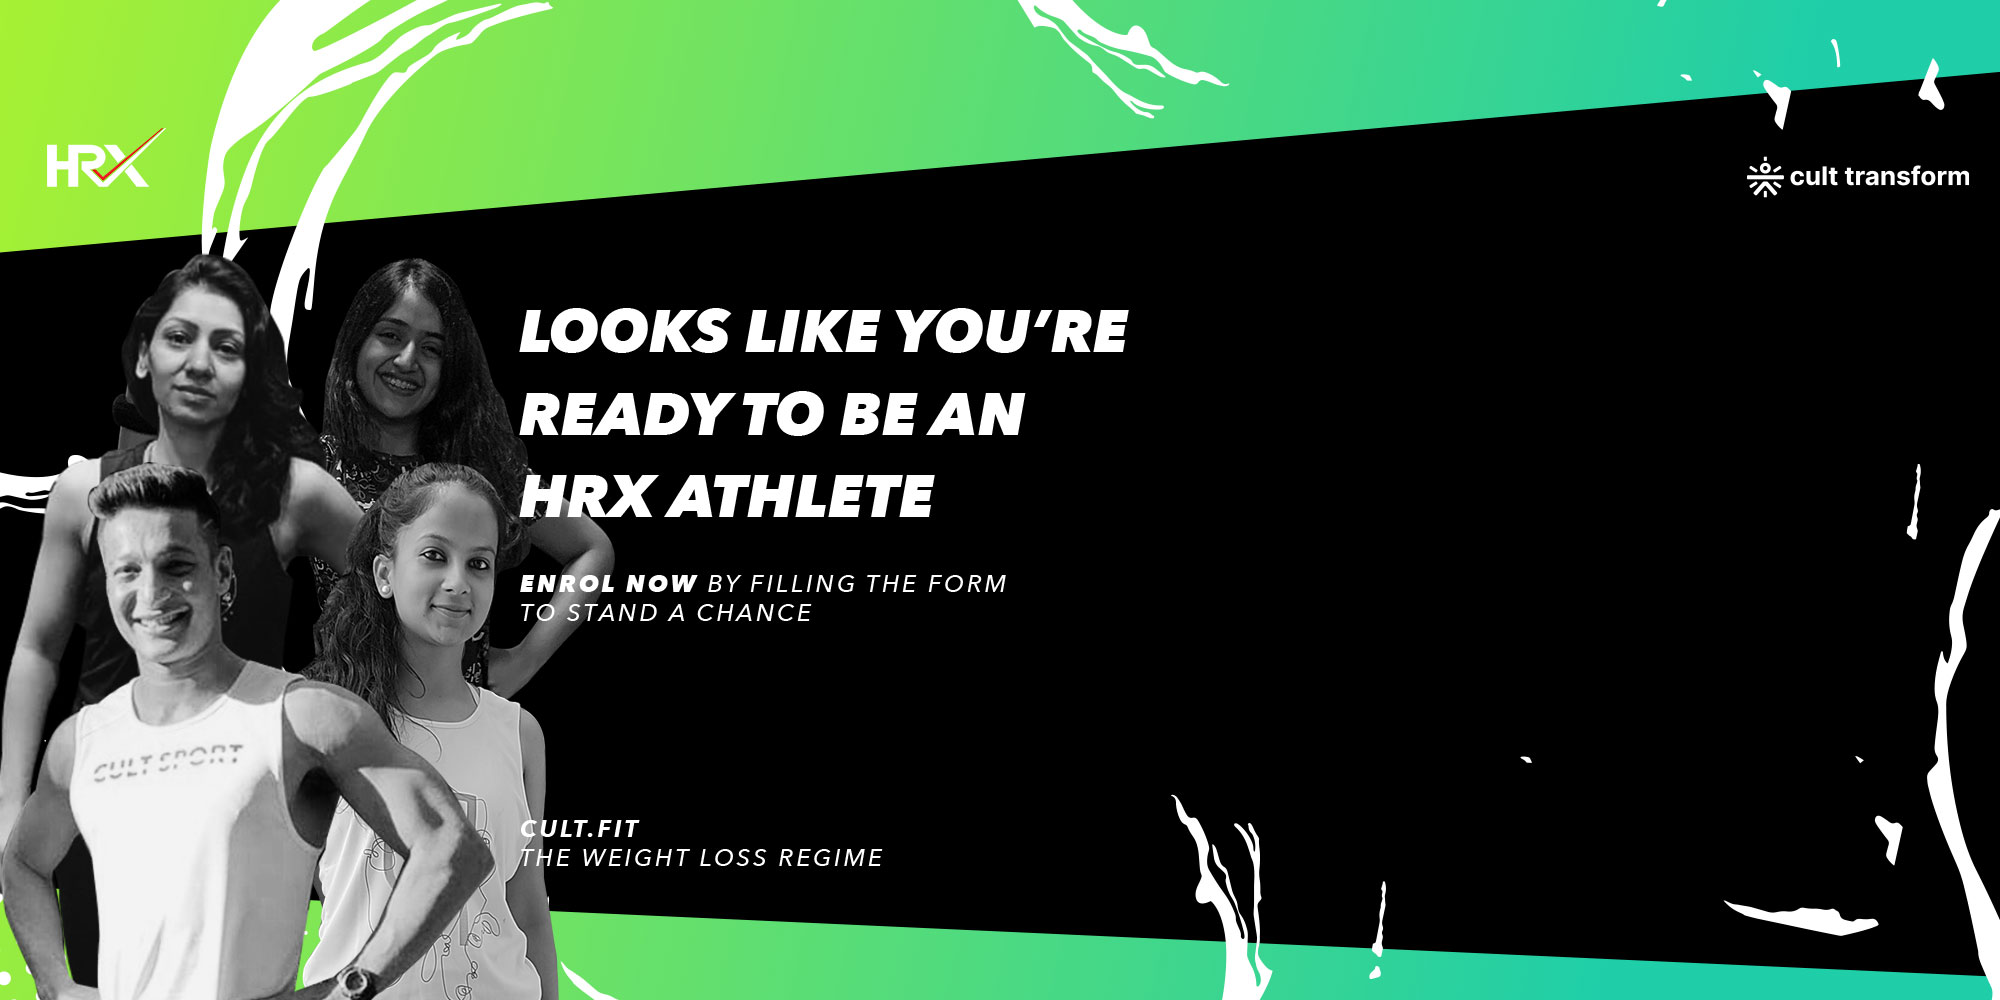 HRX
cult transform
LOOKS LIKE YOU’RE
READY TO BE AN
HRX ATHLETE
ENROL NOW BY FILLING THE FORM
TO STAND A CHANCE
CULT SPORT
CULT.FIT
THE WEIGHT LOSS REGIME